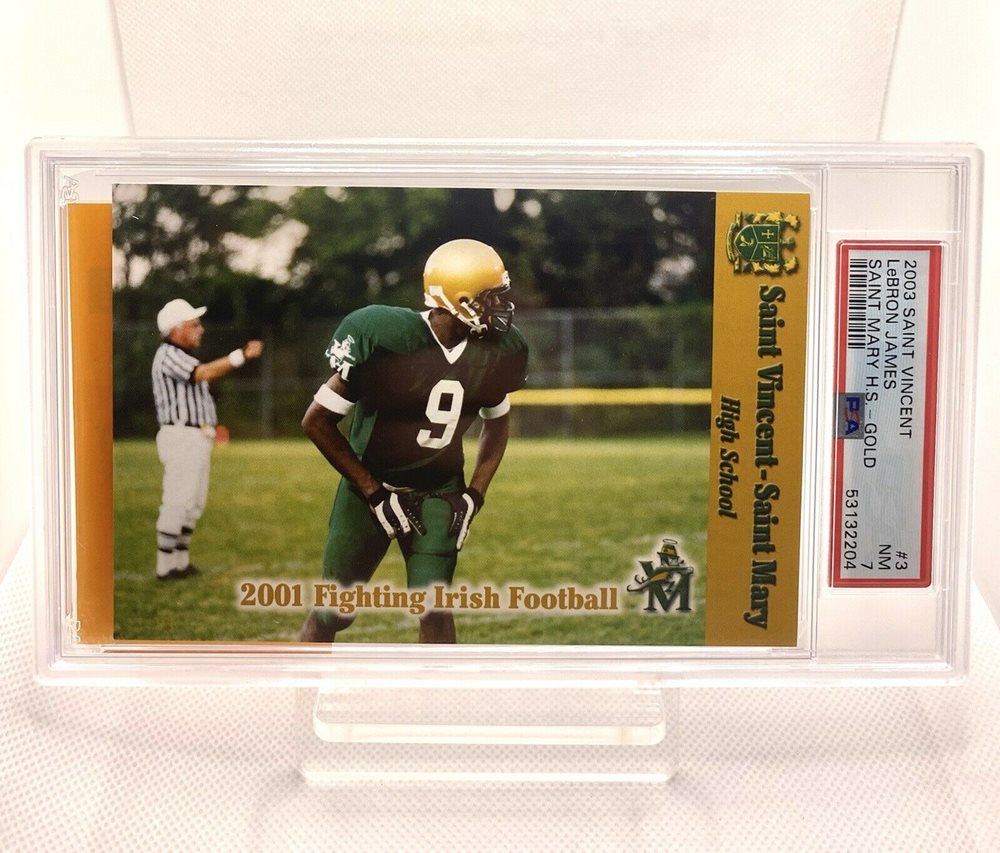 2001 Fighting Irish Football
VM
9
Saint Vincent-Saint Mary
High School
2003 SAINT VINCENT #3
LeBRON JAMES NM
SAINT MARY H.S. - GOLD 7
PSA 53132204